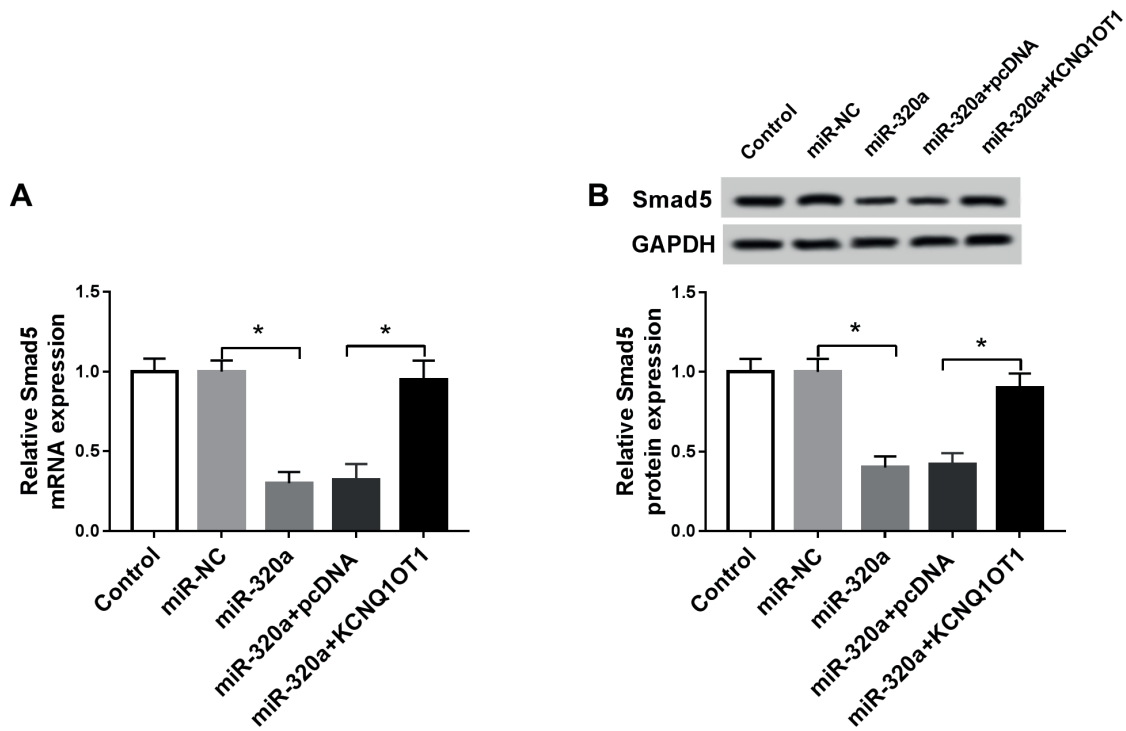 A
Relative Smad5
mRNA expression
1.5
1.0
0.5
0.0
*
*
Control
miR-NC
miR-320a
miR-320a+pcDNA
miR-320a+KCNQ1OT1
B
Control
miR-NC
miR-320a
miR-320a+pcDNA
miR-320a+KCNQ1OT1
Smad5
GAPDH
Relative Smad5
protein expression
1.5
1.0
0.5
0.0
*
*
Control
miR-NC
miR-320a
miR-320a+pcDNA
miR-320a+KCNQ1OT1